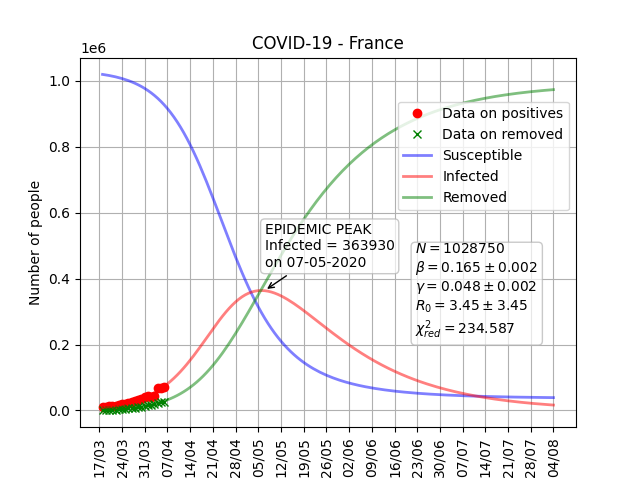 COVID-19 - France
1e6
1.0
0.8
0.6
0.4
0.2
0.0
Number of people
Data on positives
Data on removed
Susceptible
Infected
Removed
EPIDEMIC PEAK
Infected = 363930
on 07-05-2020
N = 1028750
β = 0.165 ± 0.002
γ = 0.048 ± 0.002
R₀ = 3.45 ± 3.45
χ²red = 234.587
17/03
24/03
31/03
07/04
14/04
21/04
28/04
05/05
12/05
19/05
26/05
02/06
09/06
16/06
23/06
30/06
07/07
14/07
21/07
28/07
04/08